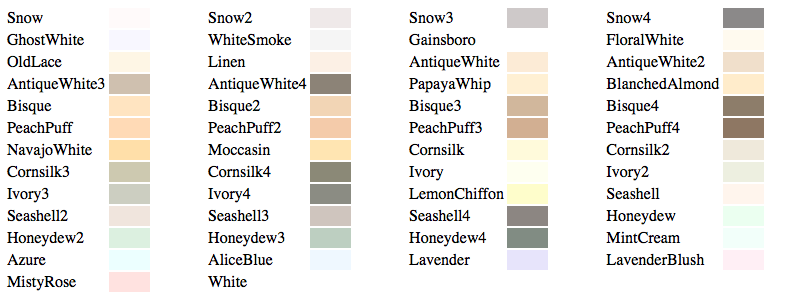 Snow Snow2 Snow3 Snow4
GhostWhite WhiteSmoke Gainsboro FloralWhite
OldLace Linen AntiqueWhite AntiqueWhite2
AntiqueWhite3 AntiqueWhite4 PapayaWhip BlanchedAlmond
Bisque Bisque2 Bisque3 Bisque4
PeachPuff PeachPuff2 PeachPuff3 PeachPuff4
NavajoWhite Moccasin Cornsilk Cornsilk2
Cornsilk3 Cornsilk4 Ivory Ivory2
Ivory3 Ivory4 LemonChiffon Seashell
Seashell2 Seashell3 Seashell4 Honeydew
Honeydew2 Honeydew3 Honeydew4 MintCream
Azure AliceBlue Lavender LavenderBlush
MistyRose White